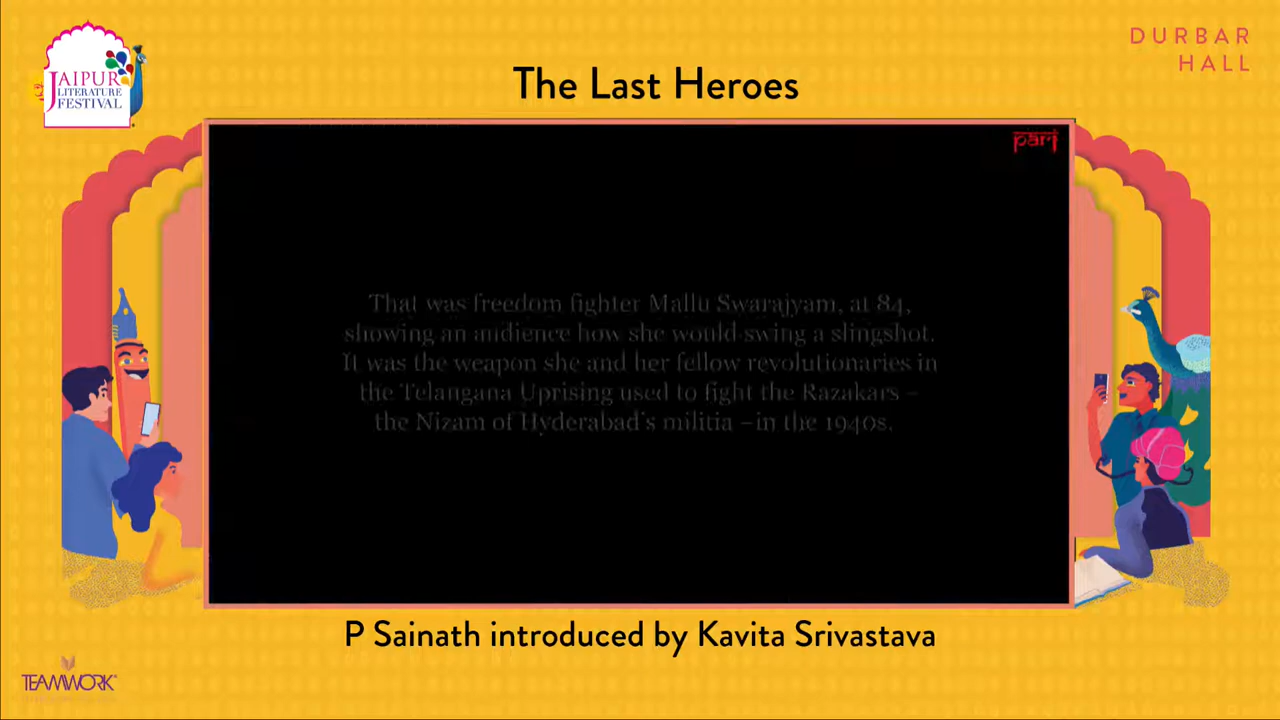 JAIPUR
LITERATURE
FESTIVAL
DURBAR
HALL
The Last Heroes
pari
That was freedom fighter Mallu Swarajyam, at 84,
showing an audience how she would swing a slingshot.
It was the weapon she and her fellow revolutionaries in
the Telangana Uprising used to fight the Razakars –
the Nizam of Hyderabad's militia –in the 1940s.
P Sainath introduced by Kavita Srivastava
TEAMWORK